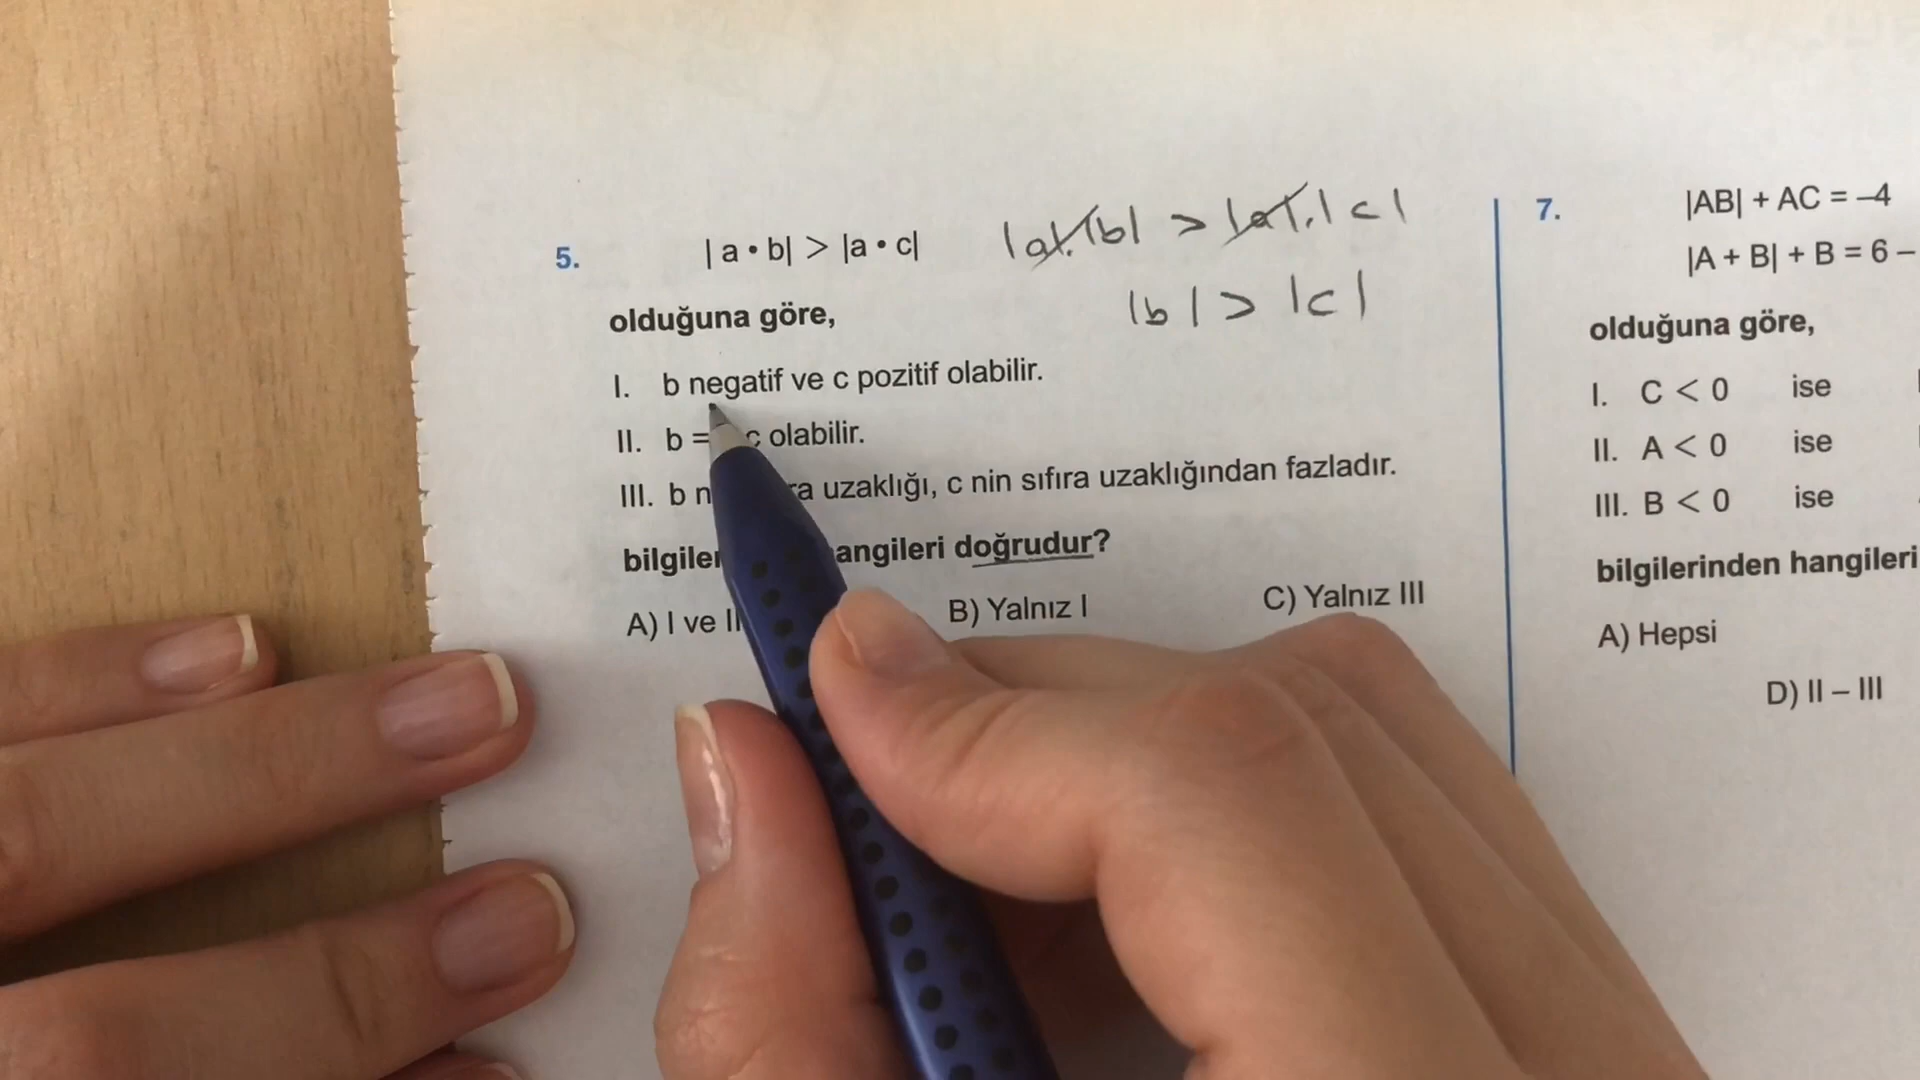 5. | a • b| > |a • c| |a|.|b| > |a|.|c|
|b| > |c|
olduğuna göre,
I. b negatif ve c pozitif olabilir.
II. b = c olabilir.
III. b uzaklığı, c nin sıfıra uzaklığından fazladır.
hangileri doğrudur?
A) I ve B) Yalnız I C) Yalnız III
7. |AB| + AC = –4
|A + B| + B = 6 –
olduğuna göre,
I. C < 0 ise
II. A < 0 ise
III. B < 0 ise
bilgilerinden hangileri
A) Hepsi
D) II – III